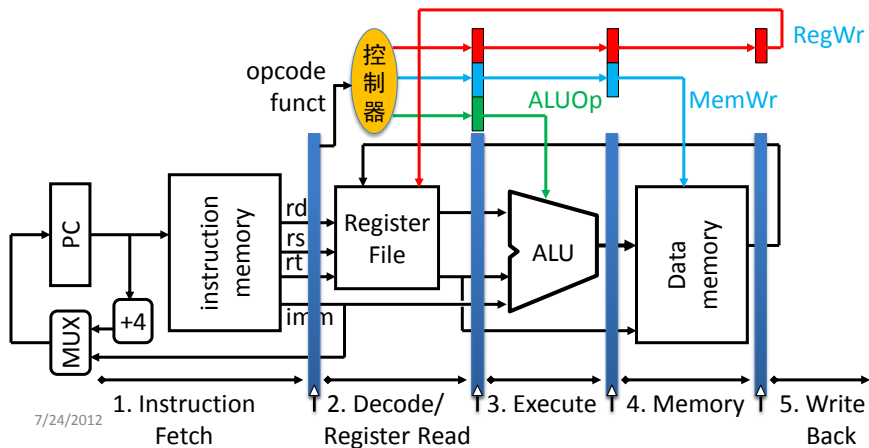 控制器
RegWr
opcode
funct
ALUOp
MemWr
PC
instruction
memory
rd
rs
rt
imm
Register
File
ALU
Data
memory
+4
MUX
1. Instruction
Fetch
2. Decode/
Register Read
3. Execute
4. Memory
5. Write
Back
7/24/2012